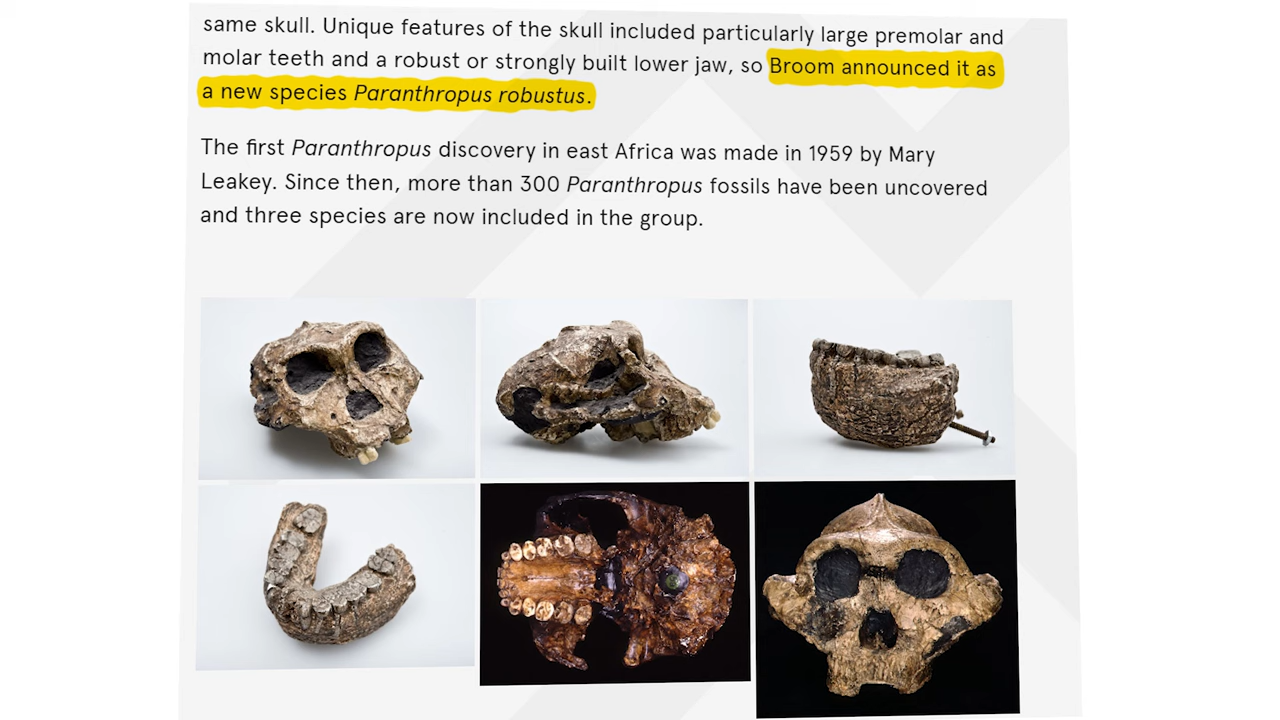 same skull. Unique features of the skull included particularly large premolar and
molar teeth and a robust or strongly built lower jaw, so Broom announced it as
a new species Paranthropus robustus.
The first Paranthropus discovery in east Africa was made in 1959 by Mary
Leakey. Since then, more than 300 Paranthropus fossils have been uncovered
and three species are now included in the group.